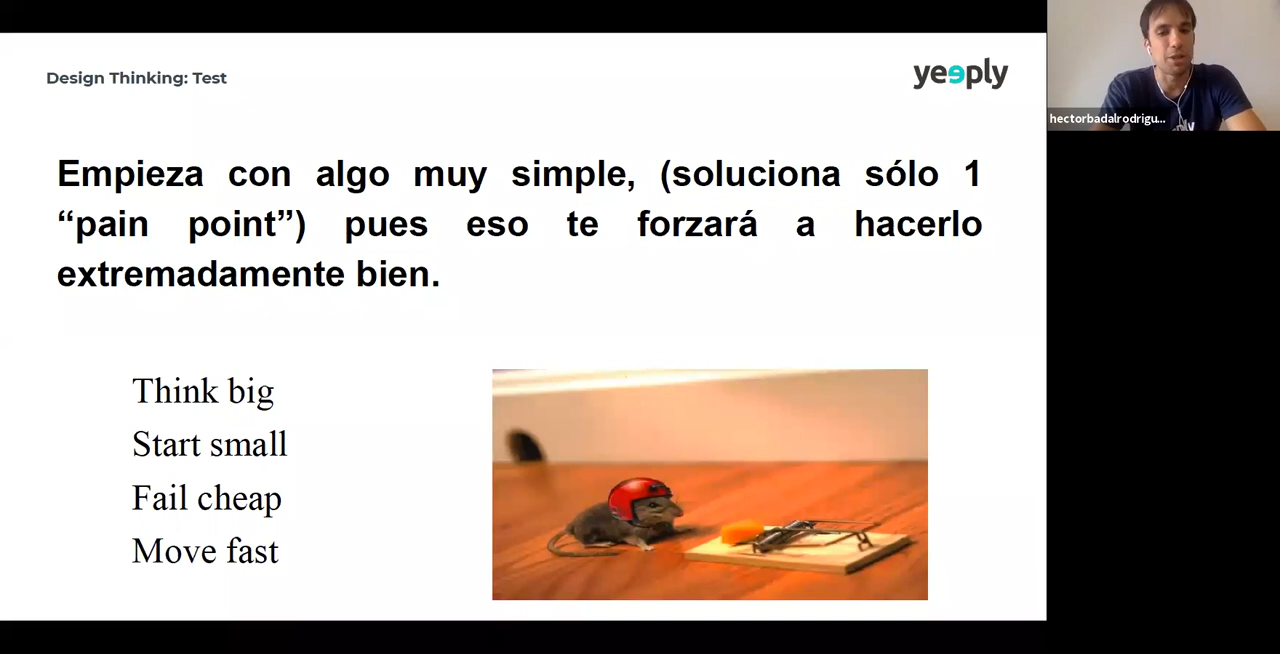 Design Thinking: Test
yeeply
Empieza con algo muy simple, (soluciona sólo 1
“pain point”) pues eso te forzará a hacerlo
extremadamente bien.
Think big
Start small
Fail cheap
Move fast
hectorbadalrodrigu...